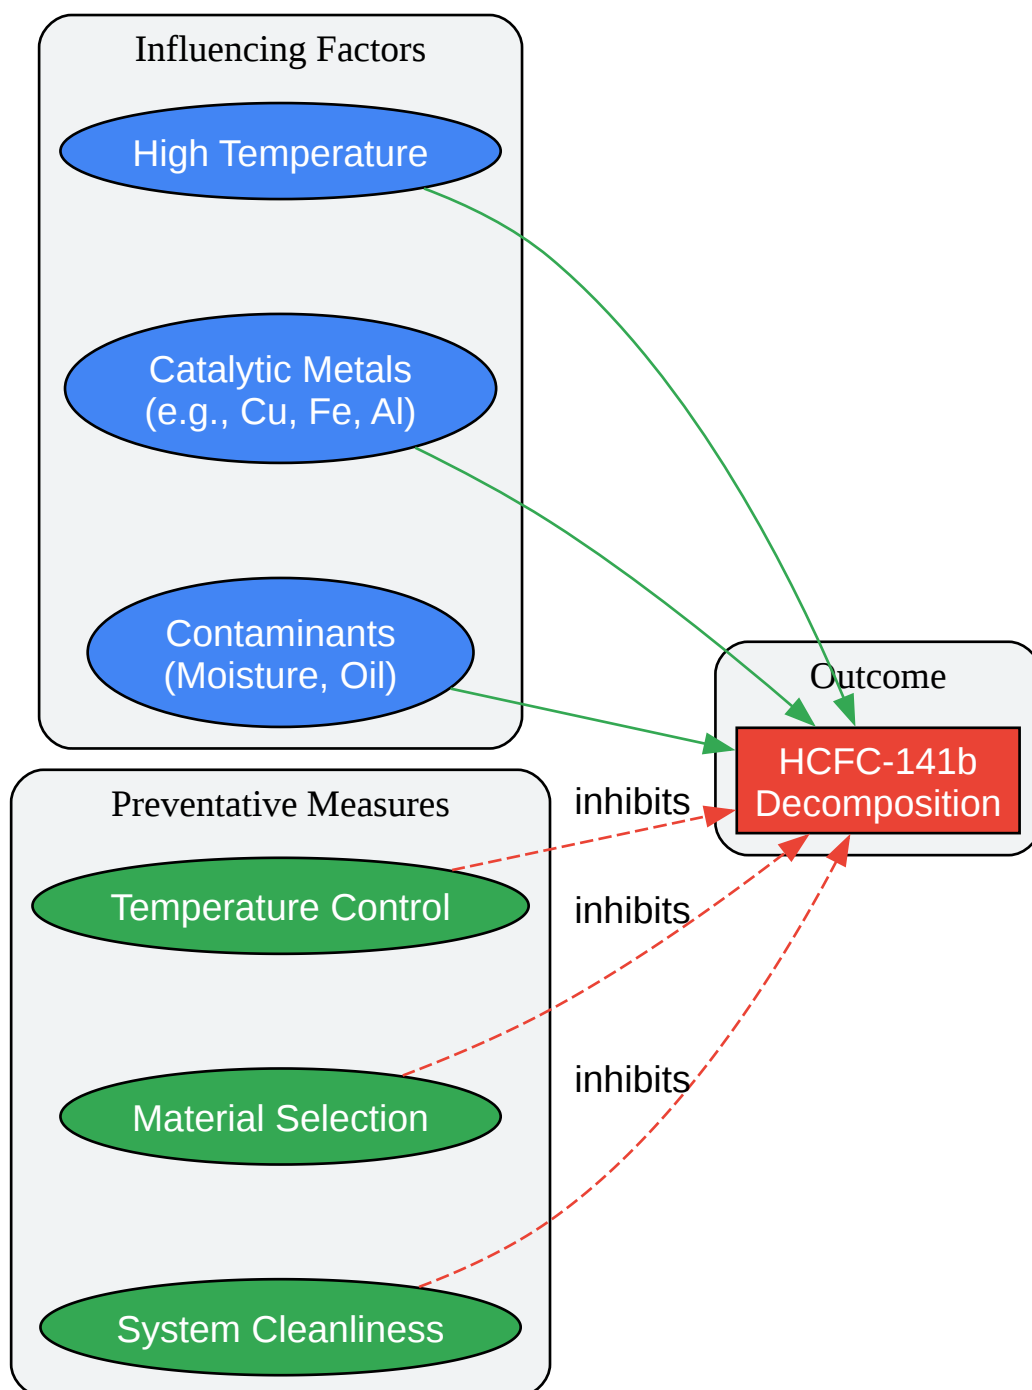 Influencing Factors
High Temperature
Catalytic Metals
(e.g., Cu, Fe, Al)
Contaminants
(Moisture, Oil)
Outcome
HCFC-141b
Decomposition
Preventative Measures
inhibits
Temperature Control
inhibits
inhibits
Material Selection
System Cleanliness